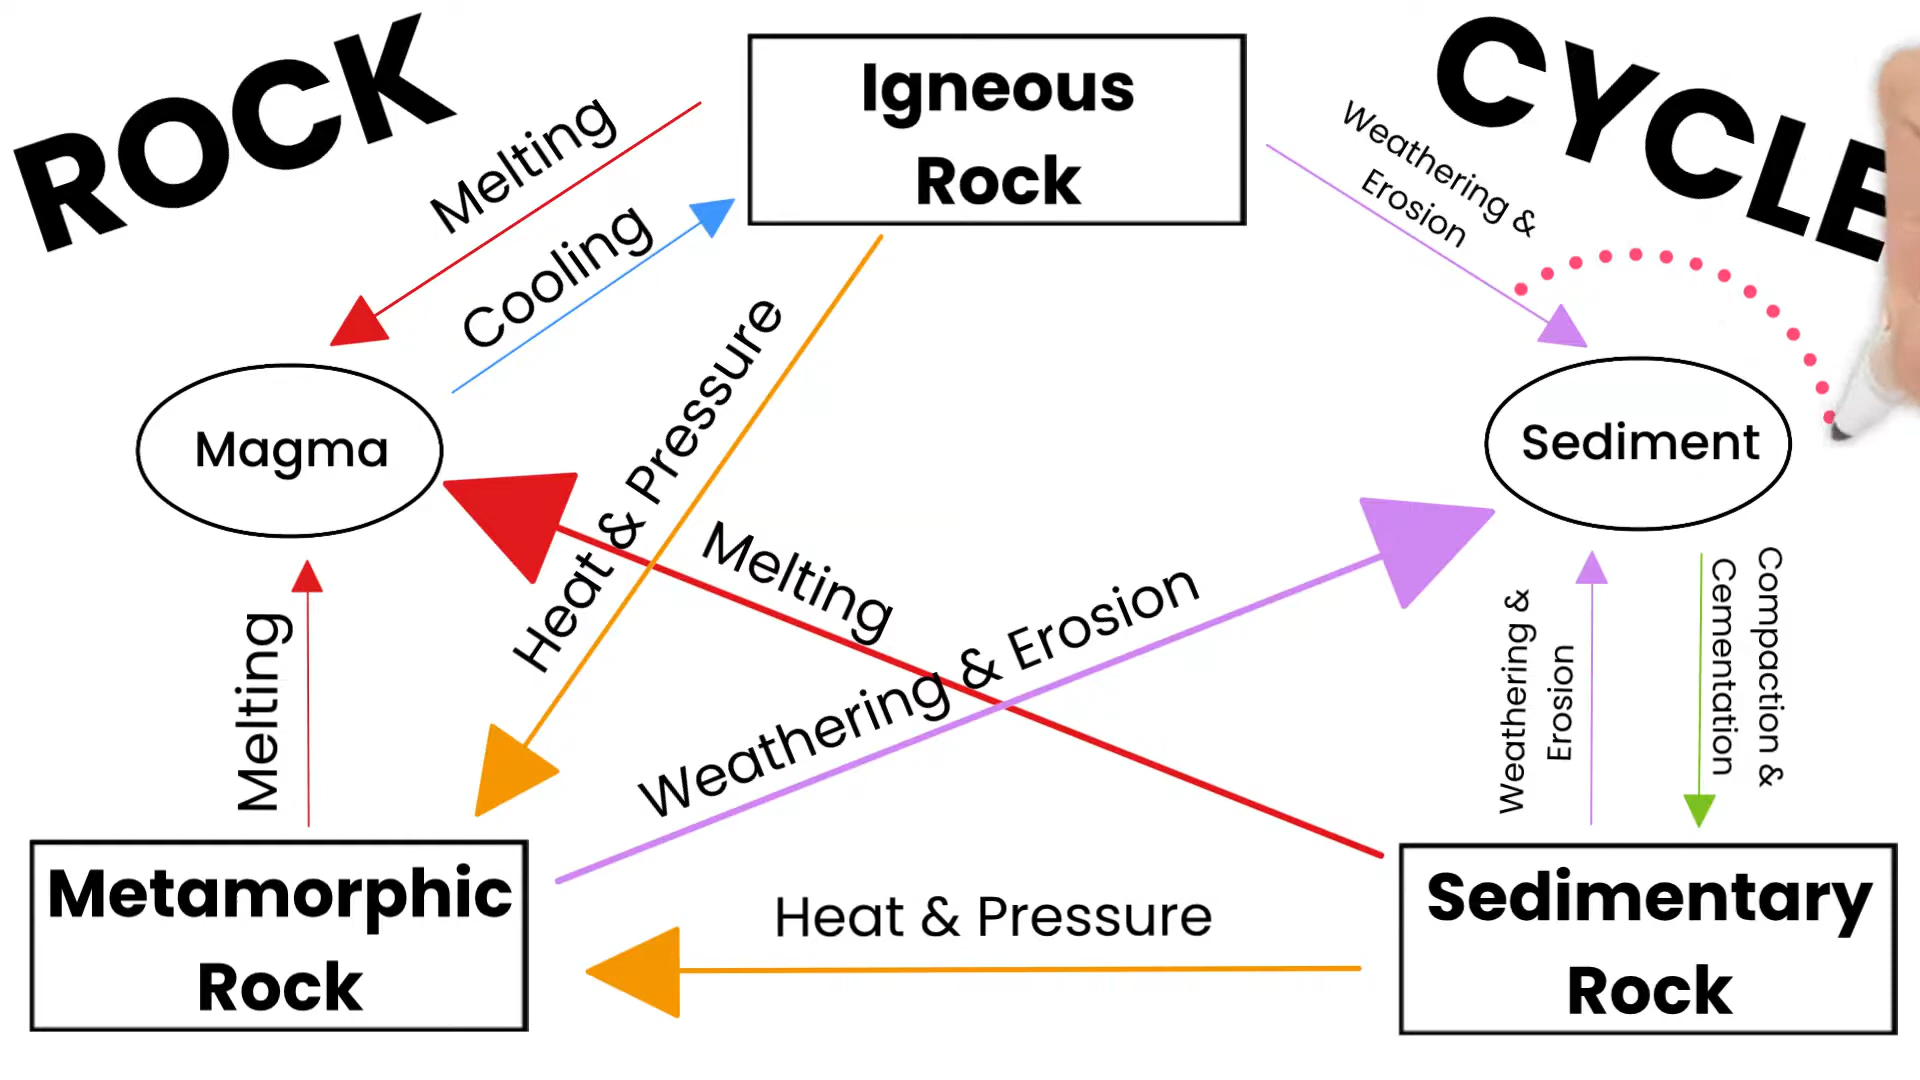 ROCK
CYCLE
Igneous
Rock
Melting
Cooling
Weathering &
Erosion
Heat & Pressure
Magma
Sediment
Melting
Weathering & Erosion
Melting
Weathering &
Erosion
Compaction &
Cementation
Metamorphic
Rock
Heat & Pressure
Sedimentary
Rock